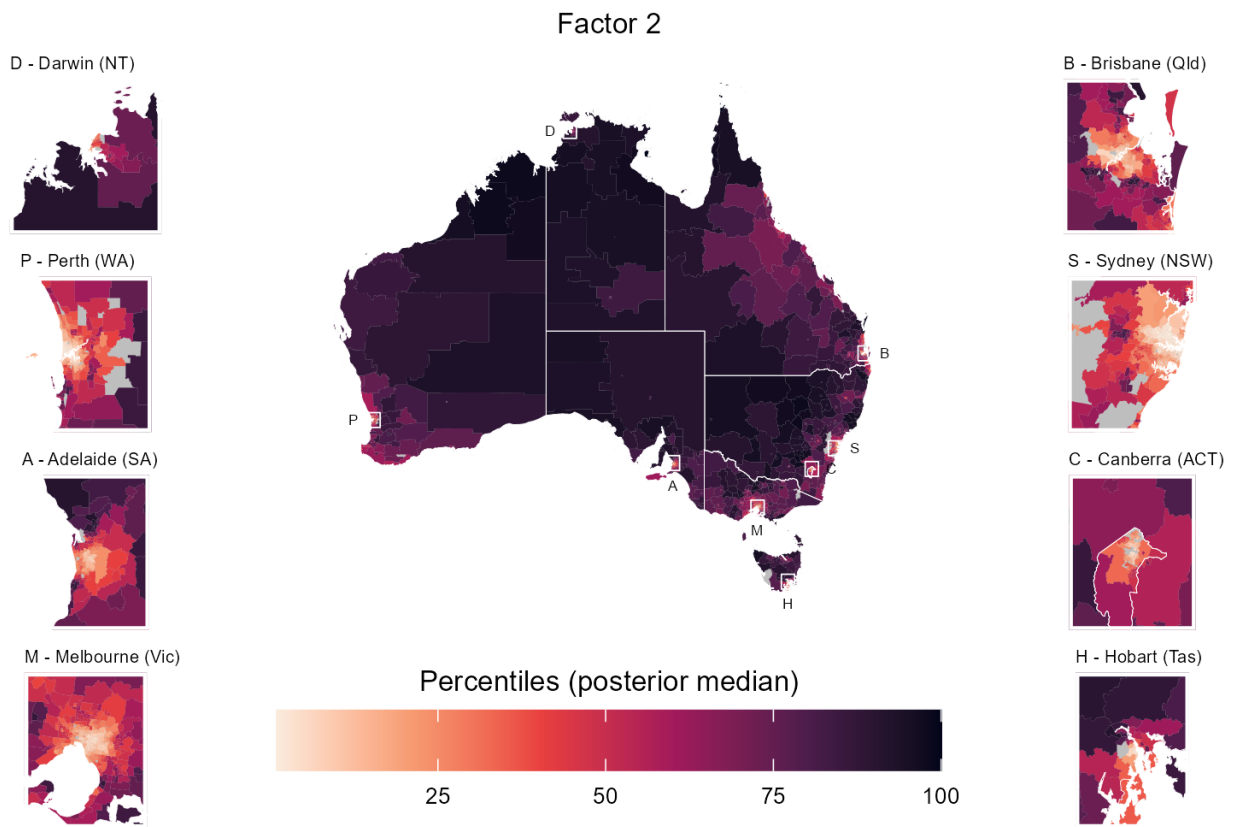 Factor 2
D - Darwin (NT)
B - Brisbane (Qld)
D
P - Perth (WA)
S - Sydney (NSW)
B
P
S
A - Adelaide (SA)
C - Canberra (ACT)
C
A
M
H
M - Melbourne (Vic)
H - Hobart (Tas)
Percentiles (posterior median)
25
50
75
100